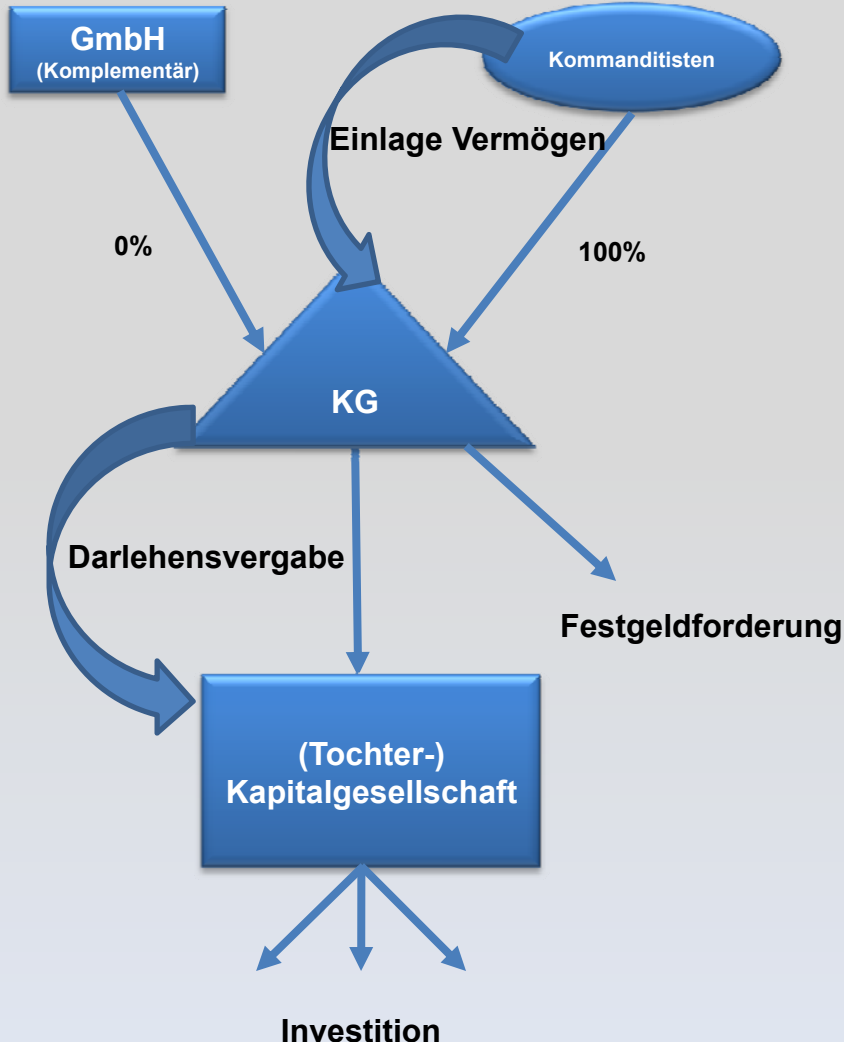 GmbH
(Komplementär)
Kommanditisten
Einlage Vermögen
0%
100%
KG
Darlehensvergabe
Festgeldforderung
(Tochter-)
Kapitalgesellschaft
Investition